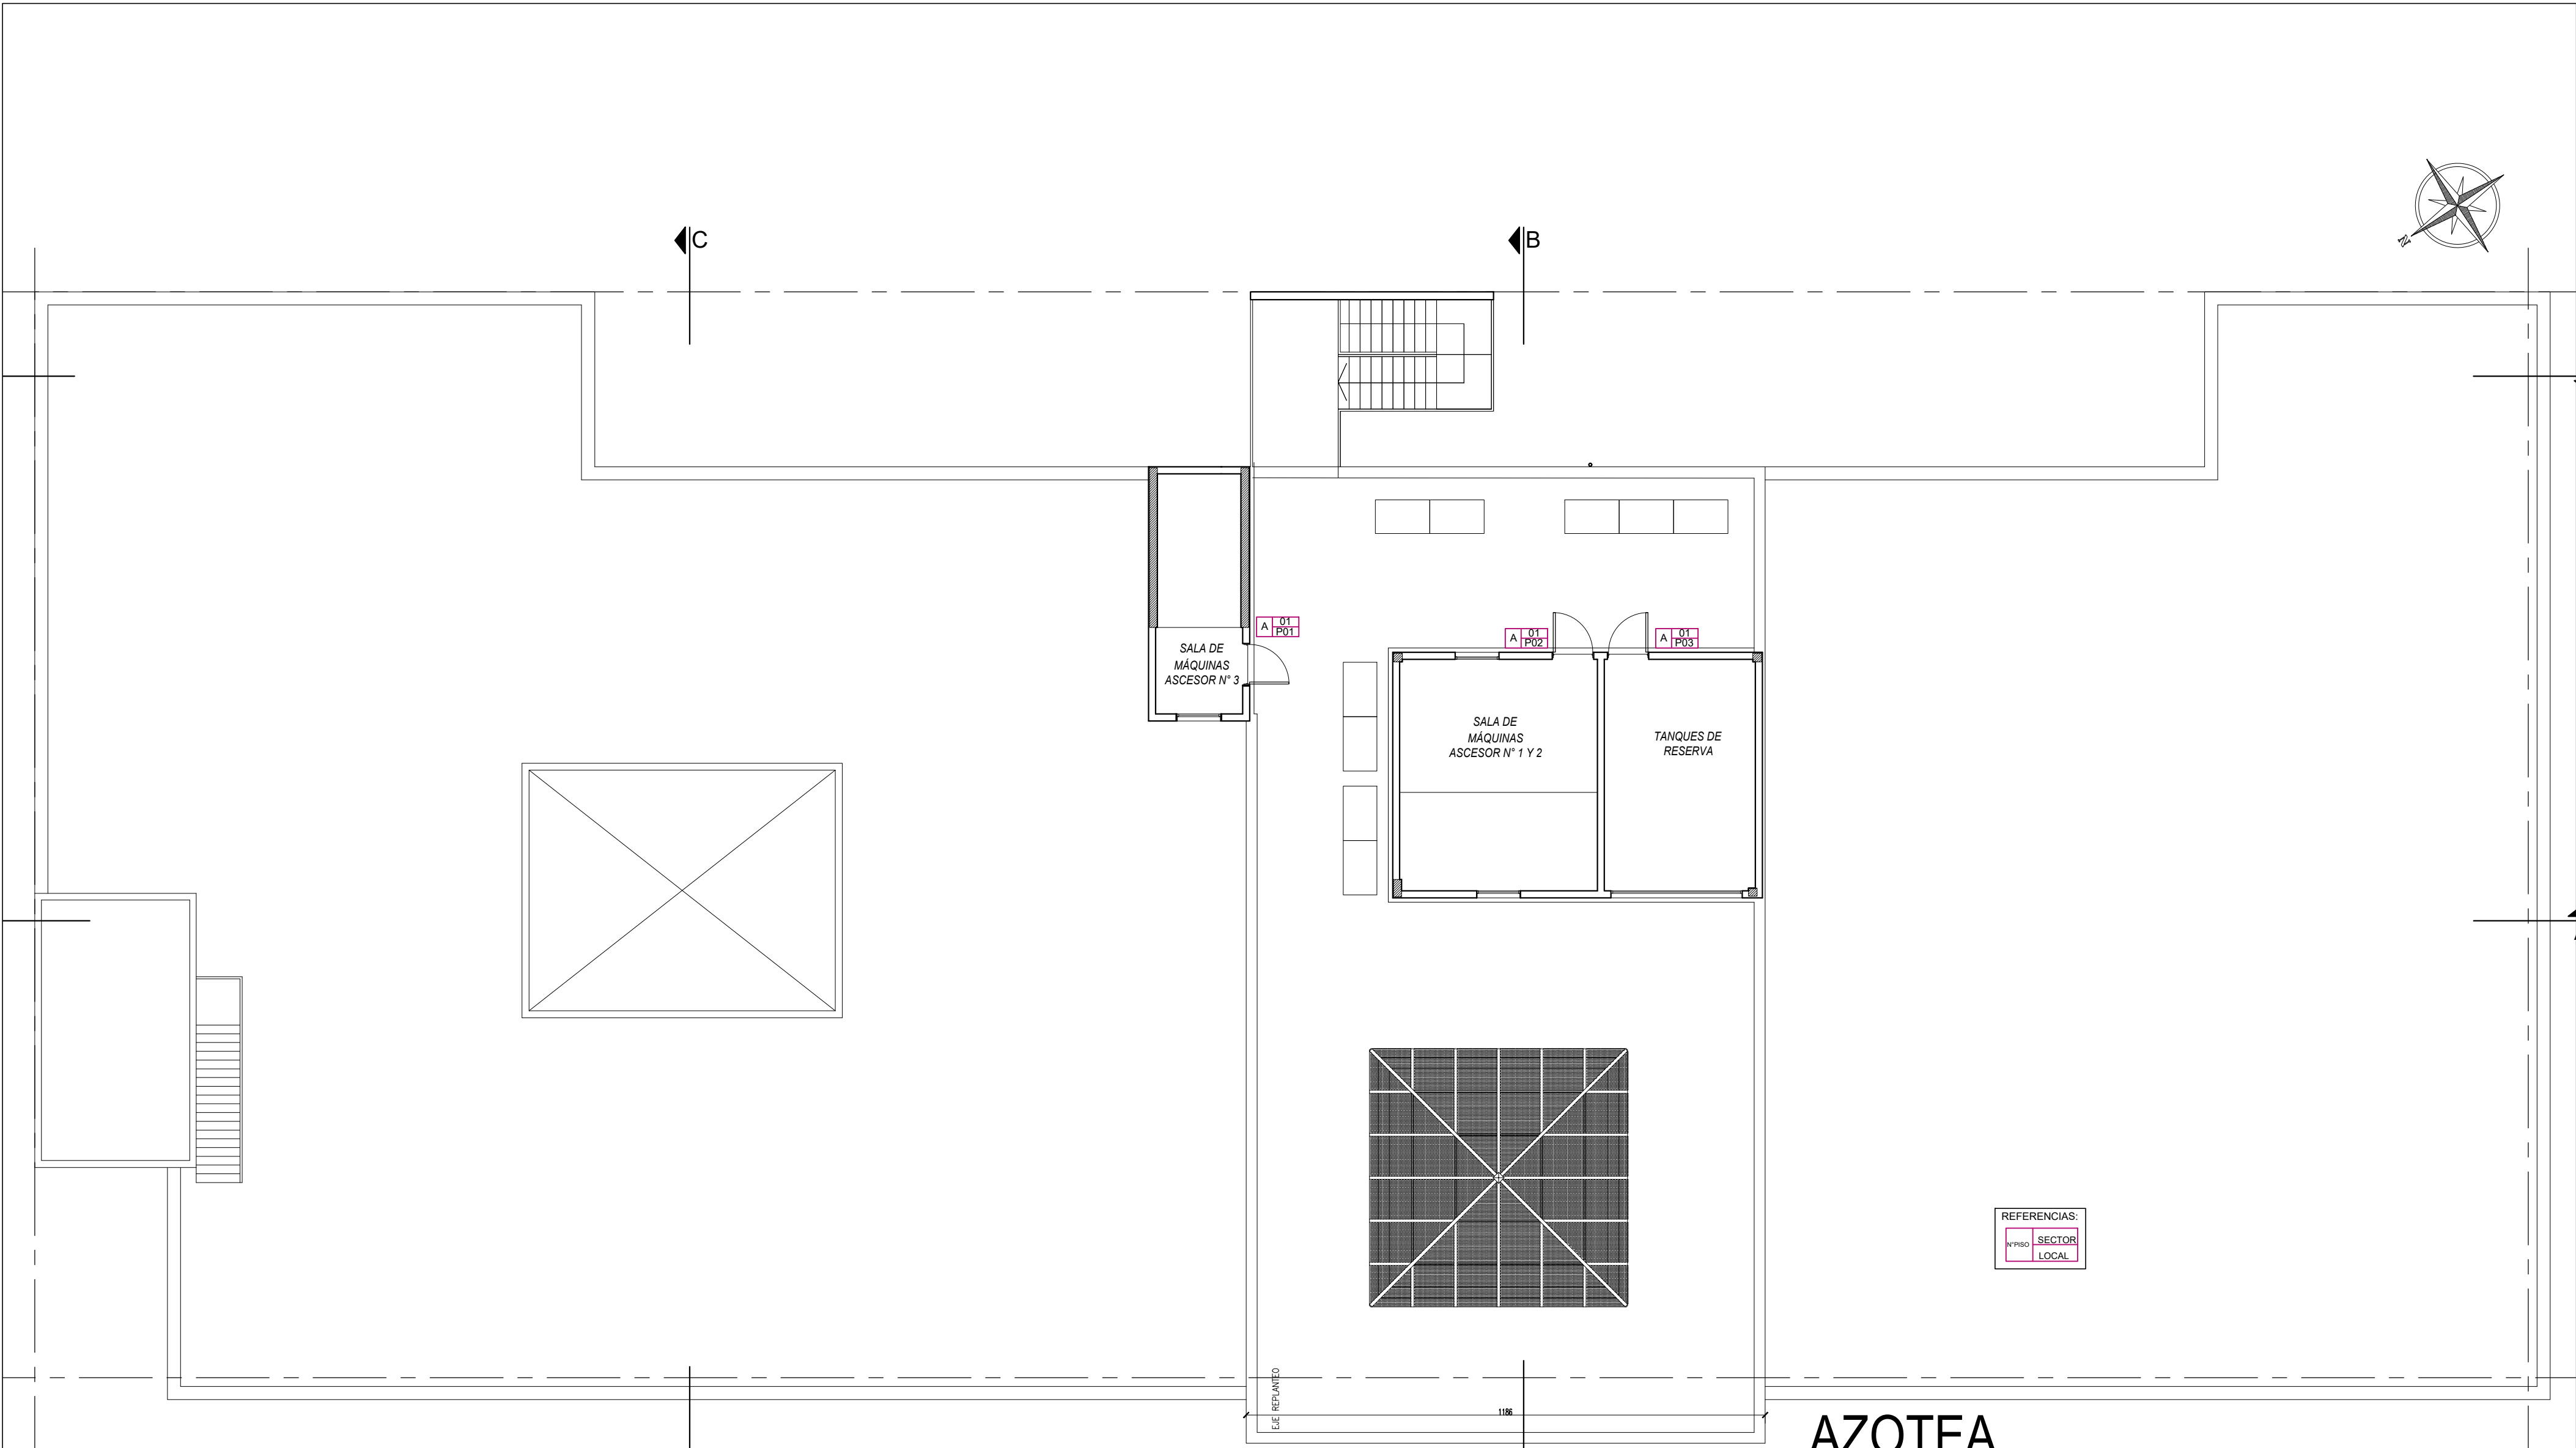 C
B
N
A 01
P01
A 01
P02
A 01
P03
SALA DE
MÁQUINAS
ASCESOR N° 3
SALA DE
MÁQUINAS
ASCESOR N° 1 Y 2
TANQUES DE
RESERVA
REFERENCIAS:
N°PISO SECTOR
LOCAL
EJE REPLANTEO
1186
AZOTEA